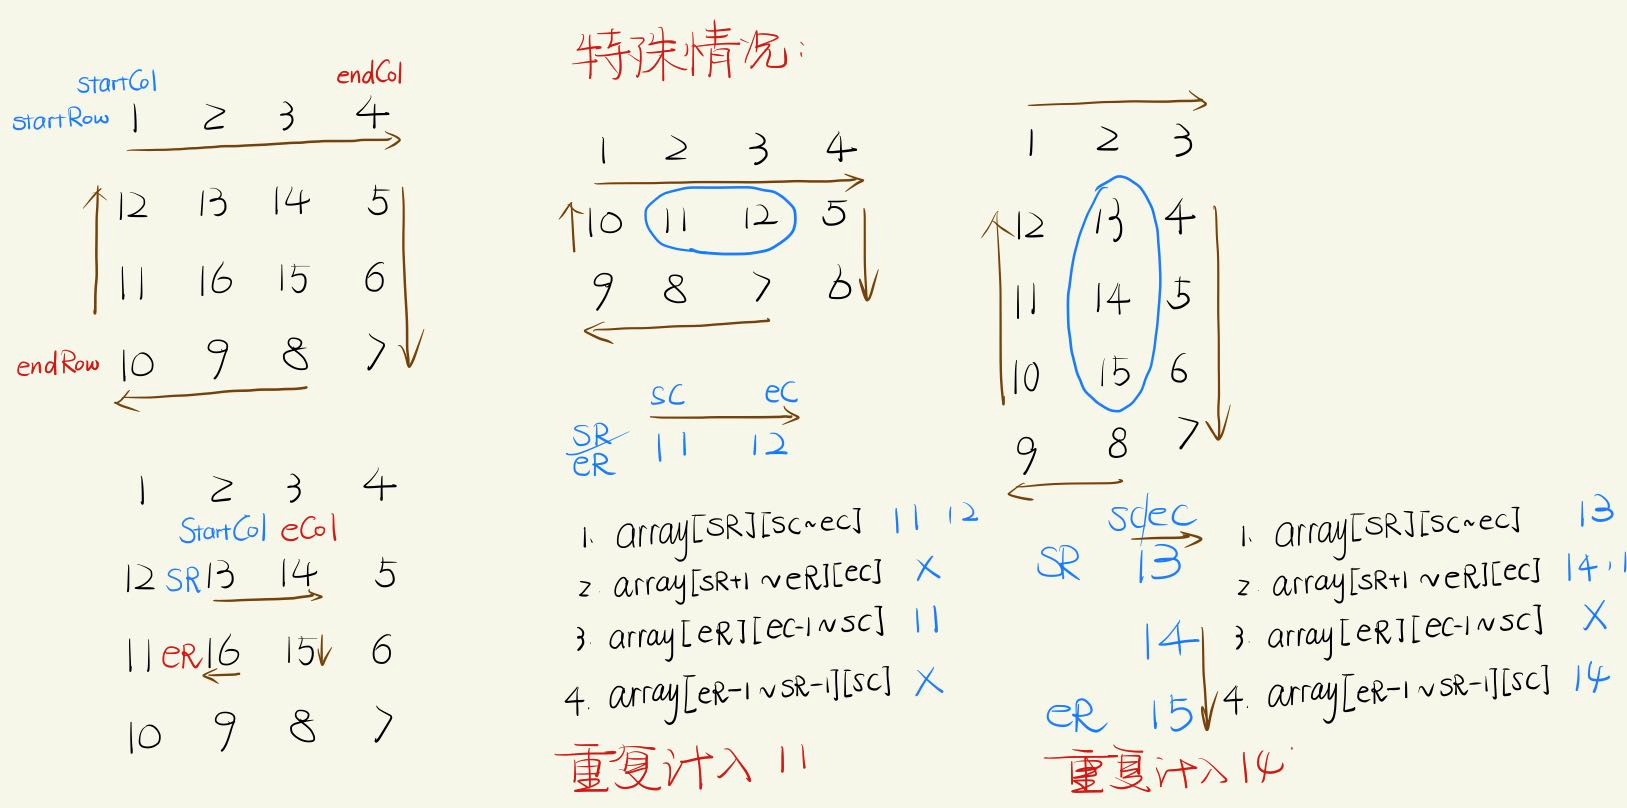 startCol endCol
startRow 1 2 3 4
12 13 14 5
11 16 15 6
endRow 10 9 8 7
1 2 3 4
StartCol eCol
12 SR 13 14 5
11 eR 16 15 6
10 9 8 7
特殊情况:
1 2 3 4
10 11 12 5
9 8 7 6
sC eC
SR/eR 11 12
1. array[SR][sc~ec] 11 12
2. array[SR+1~eR][ec] X
3. array[eR][eC-1~sc] 11
4. array[eR-1~SR-1][sc] X
重复计入 11
1 2 3
12 13 4
11 14 5
10 15 6
9 8 7
sc/ec
SR 13
14
eR 15
1. array[SR][sc~ec] 13
2. array[SR+1~eR][ec] 14,
3. array[eR][eC-1~sc] X
4. array[eR-1~SR-1][sc] 14
重复计入14